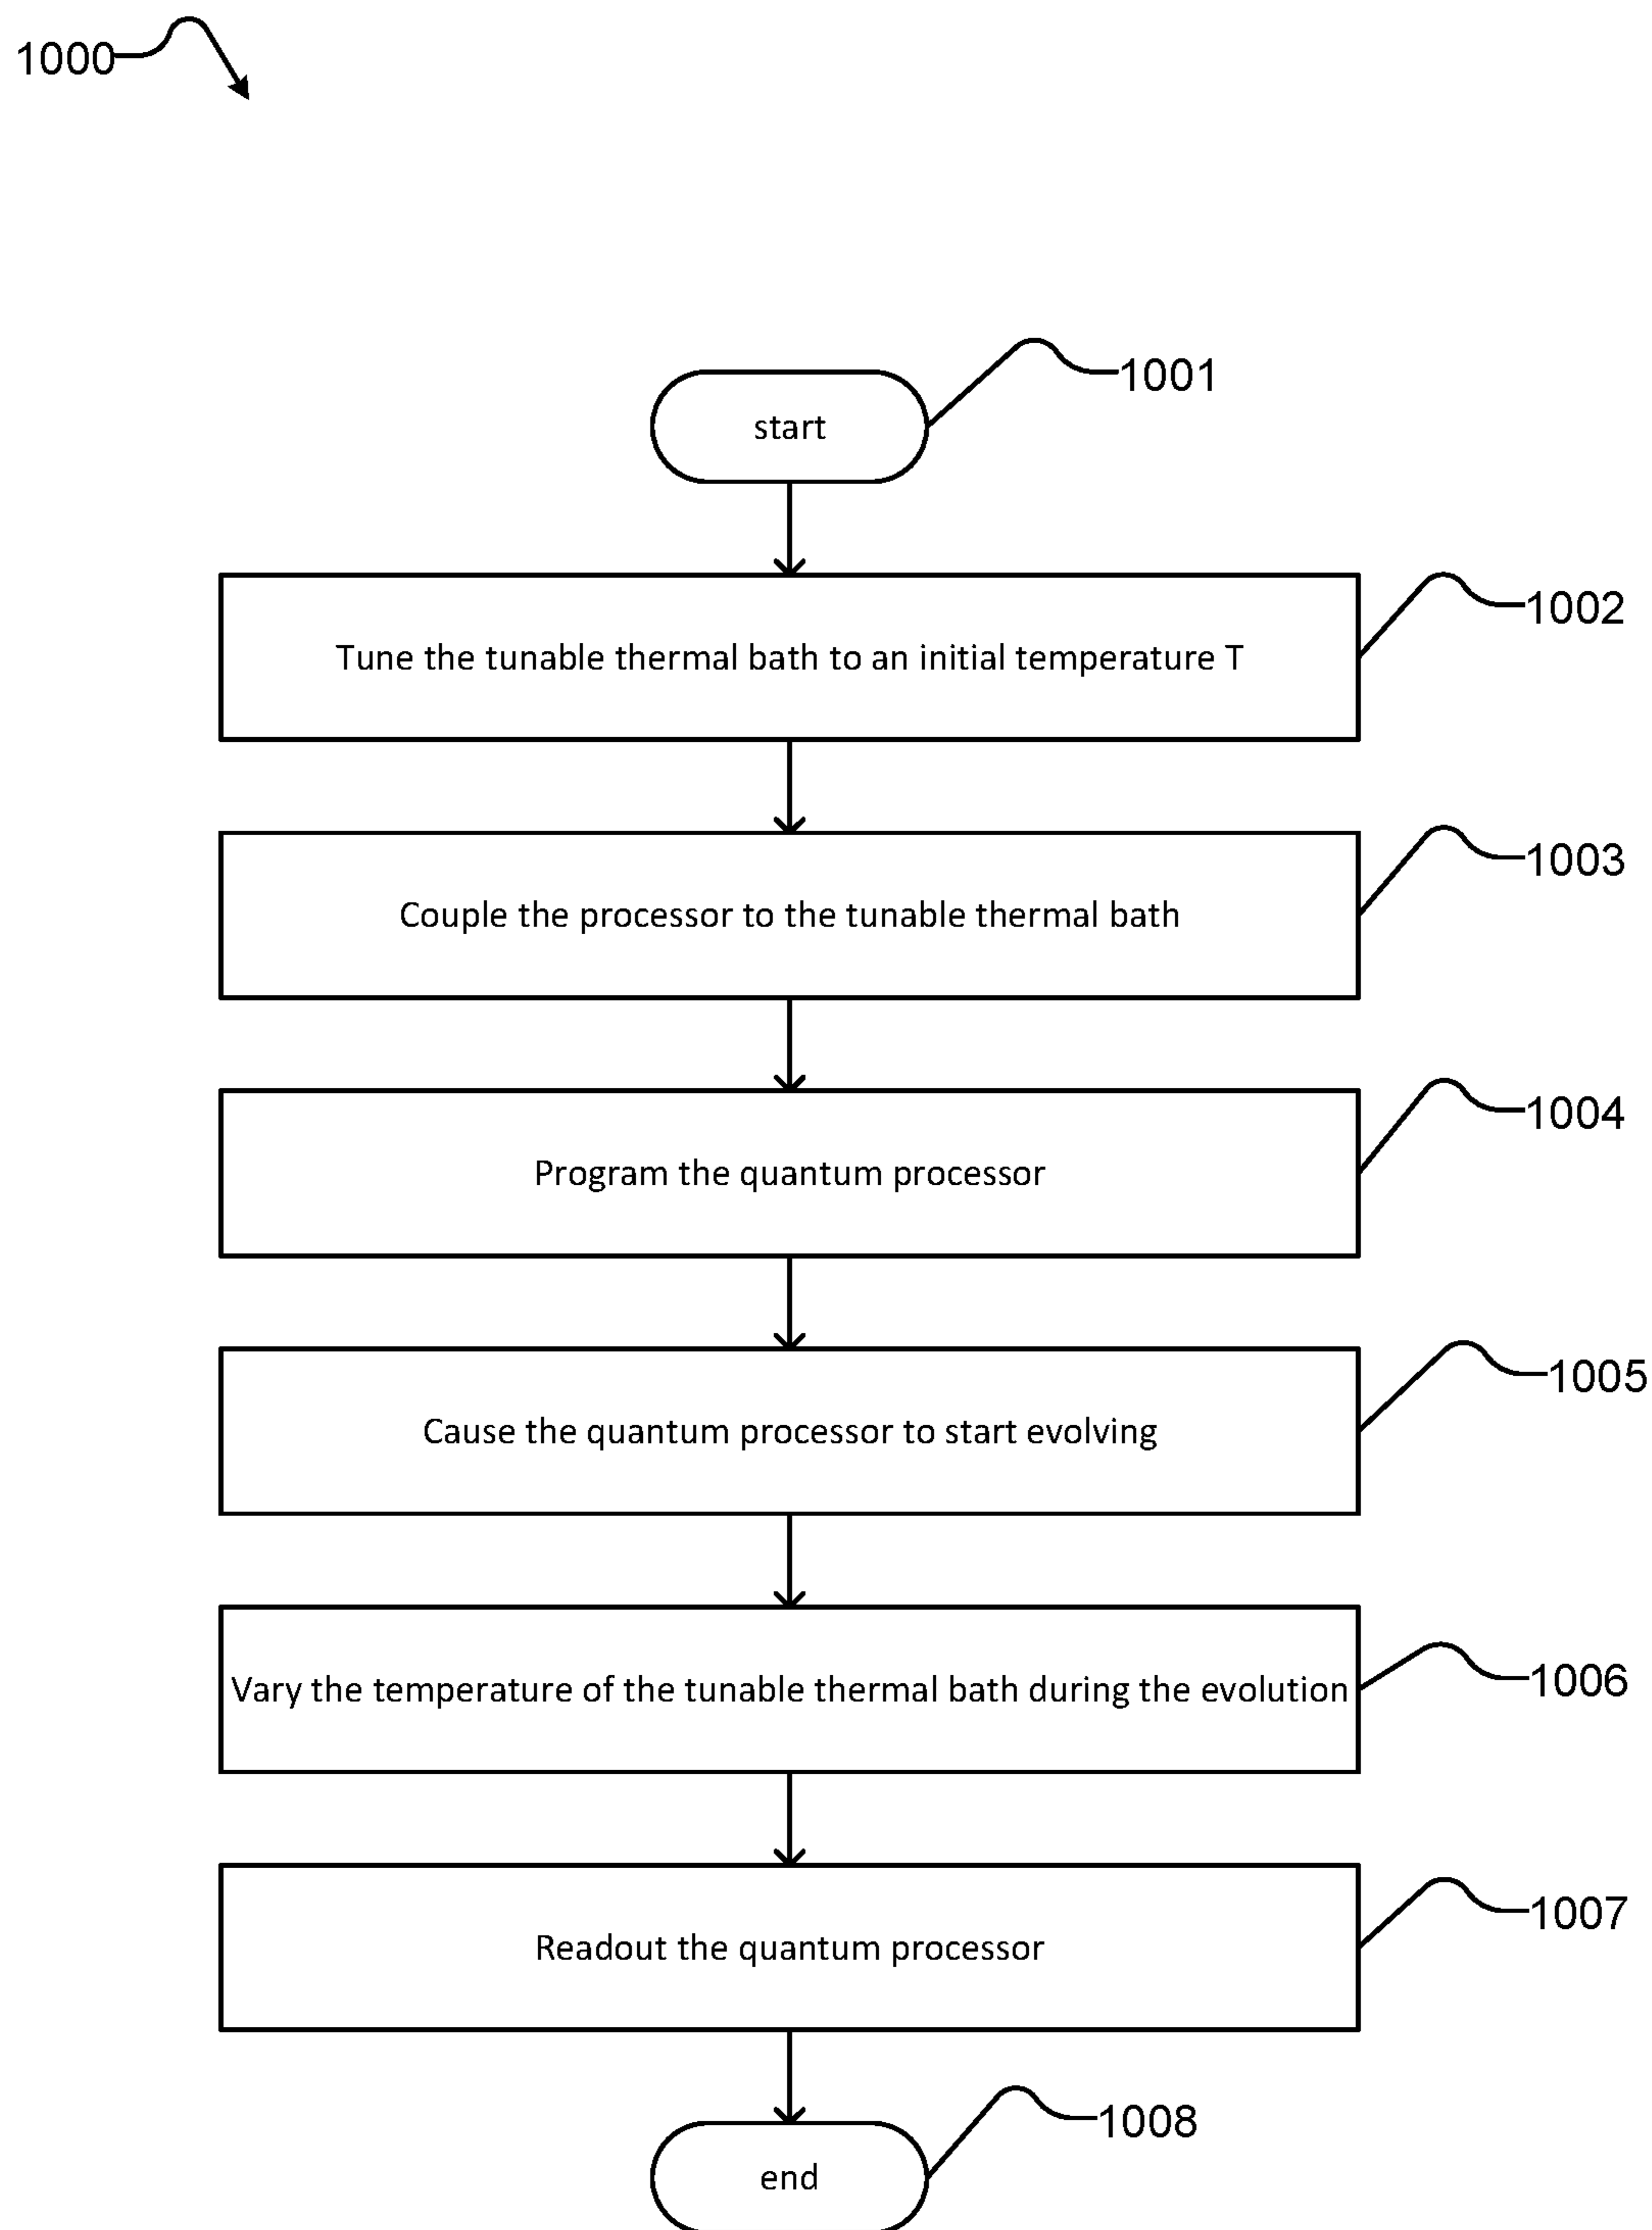 1000
1001
start
1002
Tune the tunable thermal bath to an initial temperature T
1003
Couple the processor to the tunable thermal bath
1004
Program the quantum processor
1005
Cause the quantum processor to start evolving
1006
Vary the temperature of the tunable thermal bath during the evolution
1007
Readout the quantum processor
1008
end